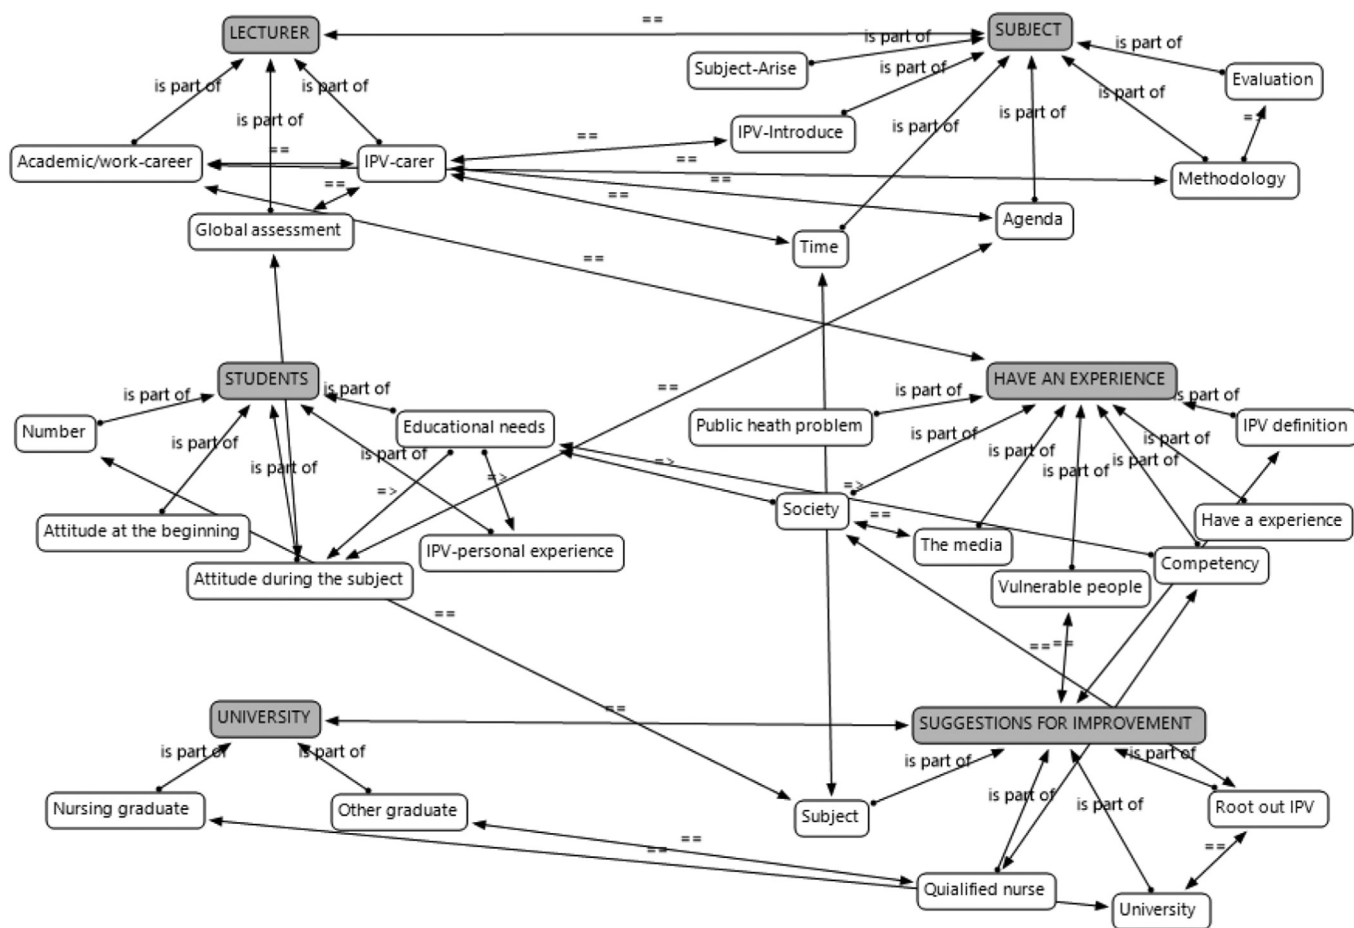 ==
LECTURER
SUBJECT
is part of
is part of
Subject-Arise
is part of
Evaluation
is part of
is part of
is part of
is part of
is part of
=>
IPV-Introduce
==
Academic/work-career
==
IPV-carer
==
Methodology
==
==
==
Agenda
Global assessment
Time
==
STUDENTS
HAVE AN EXPERIENCE
is part of
is part of
==
is part of
Number
Educational needs
Public heath problem
IPV definition
is part of
is part of
is part of
is part of
is part of
is part of
is part of
is part of
=>
=>
=>
Attitude at the beginning
Society
==
Have a experience
IPV-personal experience
The media
Attitude during the subject
Vulnerable people
Competency
==
==
==
UNIVERSITY
==
SUGGESTIONS FOR IMPROVEMENT
is part of
is part of
is part of
is part of
Nursing graduate
Other graduate
Subject
is part of
is part of
Root out IPV
==
==
==
Quialified nurse
University